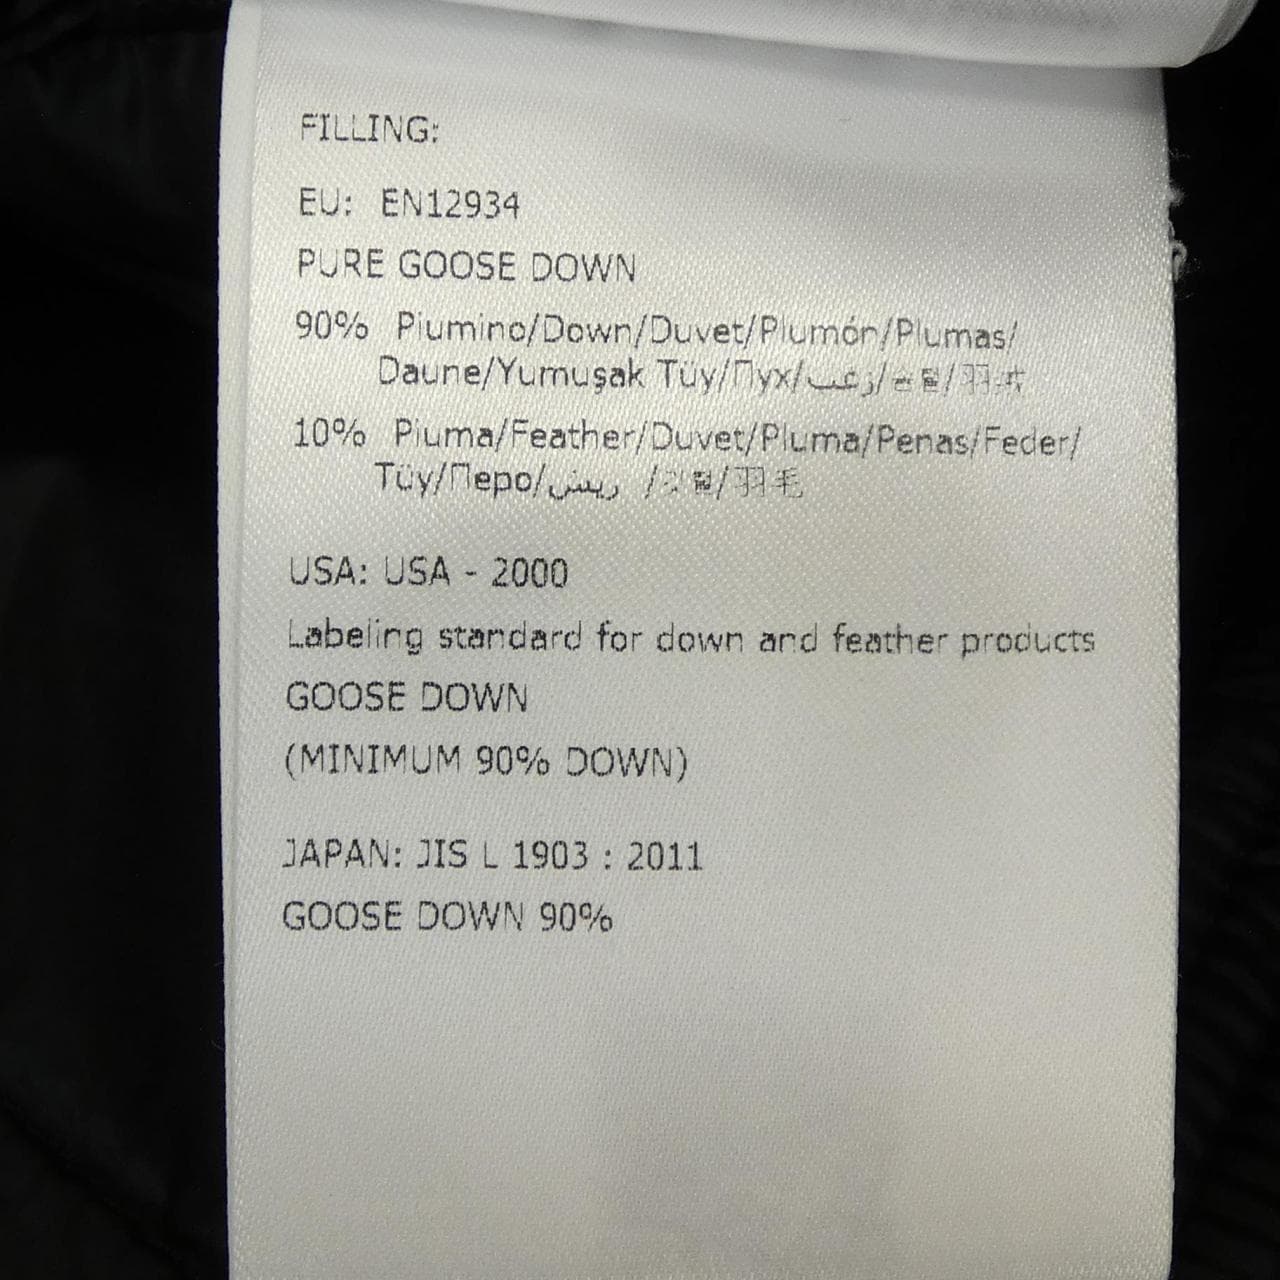 FILLING:
EU: EN12934
PURE GOOSE DOWN
90% Piumino/Down/Duvet/Plumón/Plumas/
Daune/Yumuşak Tüy/Пух/زغب/
10% Piuma/Feather/Duvet/Pluma/Penas/Feder/
Tüy/Перо/ريش /羽毛
USA: USA - 2000
Labeling standard for down and feather products
GOOSE DOWN
(MINIMUM 90% DOWN)
JAPAN: JIS L 1903 : 2011
GOOSE DOWN 90%